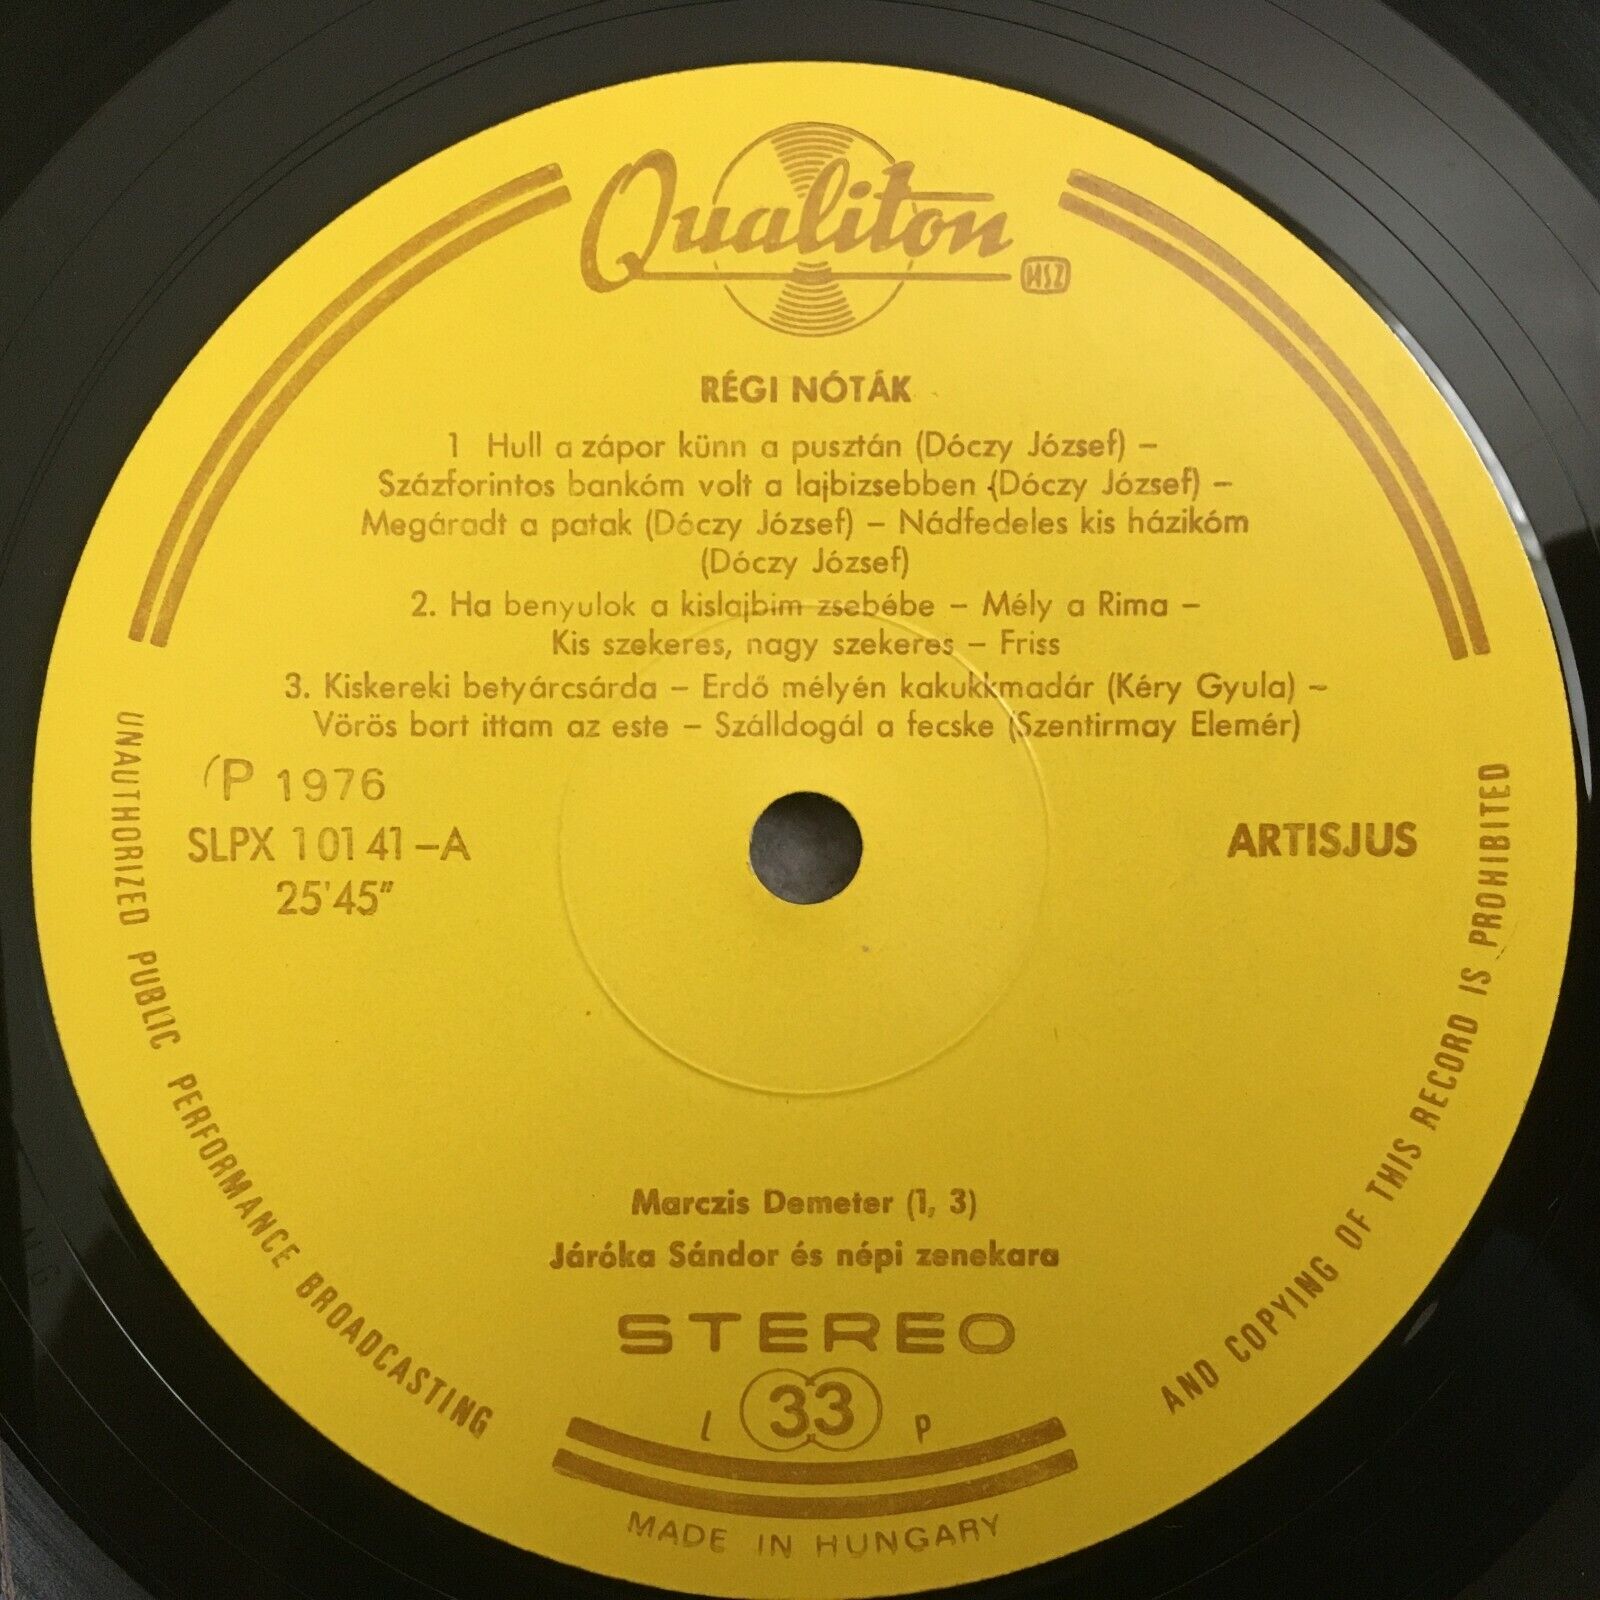 Qualiton
MSZ
RÉGI NÓTÁK
1 Hull a zápor künn a pusztán (Dóczy József) –
Százforintos bankóm volt a lajbizsebben (Dóczy József) –
Megáradt a patak (Dóczy József) – Nádfedeles kis házikóm
(Dóczy József)
2. Ha benyulok a kislajbim zsebébe – Mély a Rima –
Kis szekeres, nagy szekeres – Friss
3. Kiskereki betyárcsárda – Erdő mélyén kakukkmadár (Kéry Gyula) –
Vörös bort ittam az este – Szálldogál a fecske (Szentirmay Elemér)
(P 1976
SLPX 10141–A
25'45"
ARTISJUS
Marczis Demeter (1, 3)
Járóka Sándor és népi zenekara
STEREO
L 33 P
MADE IN HUNGARY
UNAUTHORIZED PUBLIC PERFORMANCE BROADCASTING
AND COPYING OF THIS RECORD IS PROHIBITED